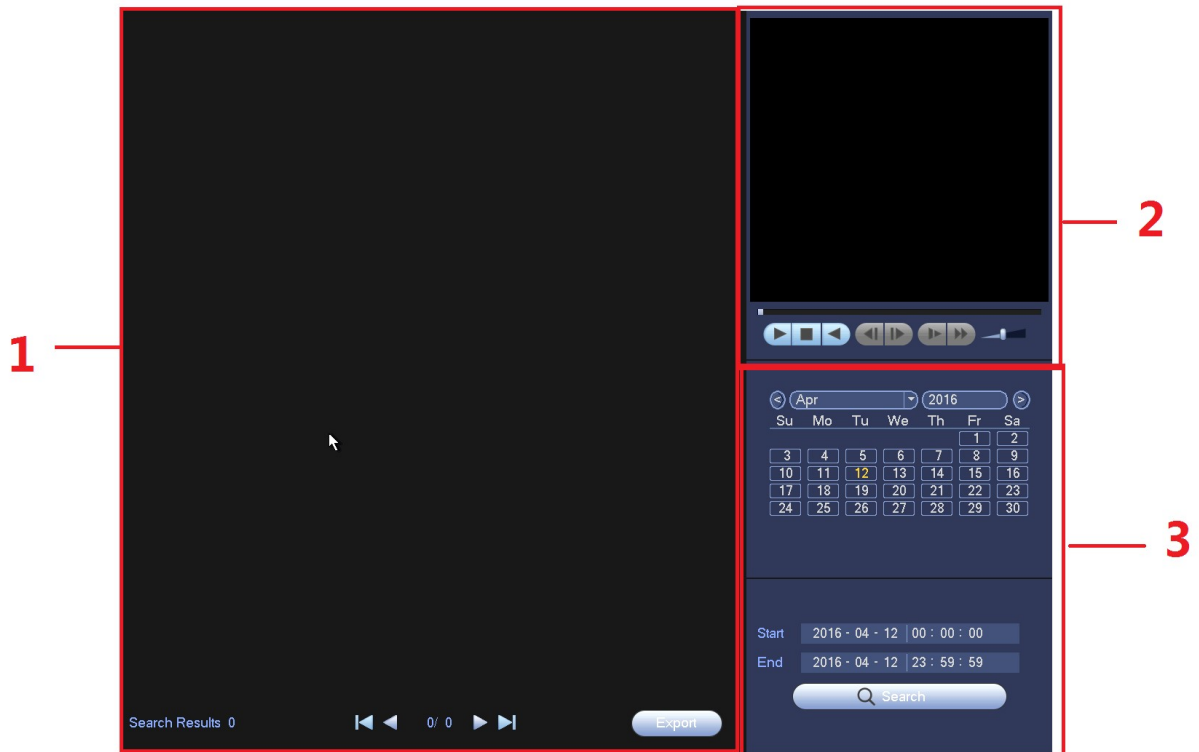 1
Search Results 0
0/ 0
Export
2
< Apr 2016 >
Su Mo Tu We Th Fr Sa
1 2
3 4 5 6 7 8 9
10 11 12 13 14 15 16
17 18 19 20 21 22 23
24 25 26 27 28 29 30
3
Start 2016 - 04 - 12 00 : 00 : 00
End 2016 - 04 - 12 23 : 59 : 59
Search